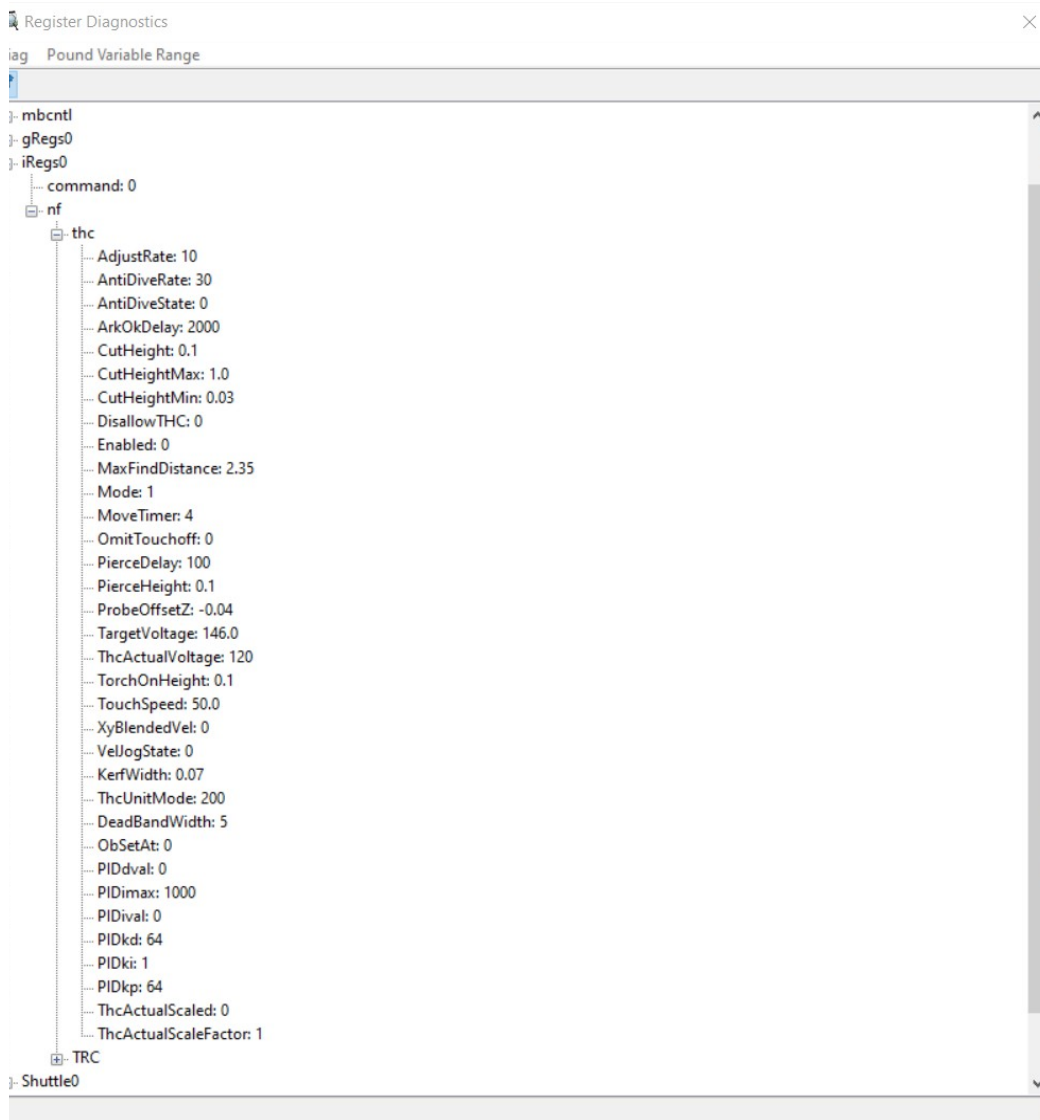 Register Diagnostics
Pound Variable Range
mbcntl
gRegs0
iRegs0
command: 0
nf
thc
AdjustRate: 10
AntiDiveRate: 30
AntiDiveState: 0
ArkOkDelay: 2000
CutHeight: 0.1
CutHeightMax: 1.0
CutHeightMin: 0.03
DisallowTHC: 0
Enabled: 0
MaxFindDistance: 2.35
Mode: 1
MoveTimer: 4
OmitTouchoff: 0
PierceDelay: 100
PierceHeight: 0.1
ProbeOffsetZ: -0.04
TargetVoltage: 146.0
ThcActualVoltage: 120
TorchOnHeight: 0.1
TouchSpeed: 50.0
XyBlendedVel: 0
VelJogState: 0
KerfWidth: 0.07
ThcUnitMode: 200
DeadBandWidth: 5
ObSetAt: 0
PIDdval: 0
PIDimax: 1000
PIDival: 0
PIDkd: 64
PIDki: 1
PIDkp: 64
ThcActualScaled: 0
ThcActualScaleFactor: 1
TRC
Shuttle0